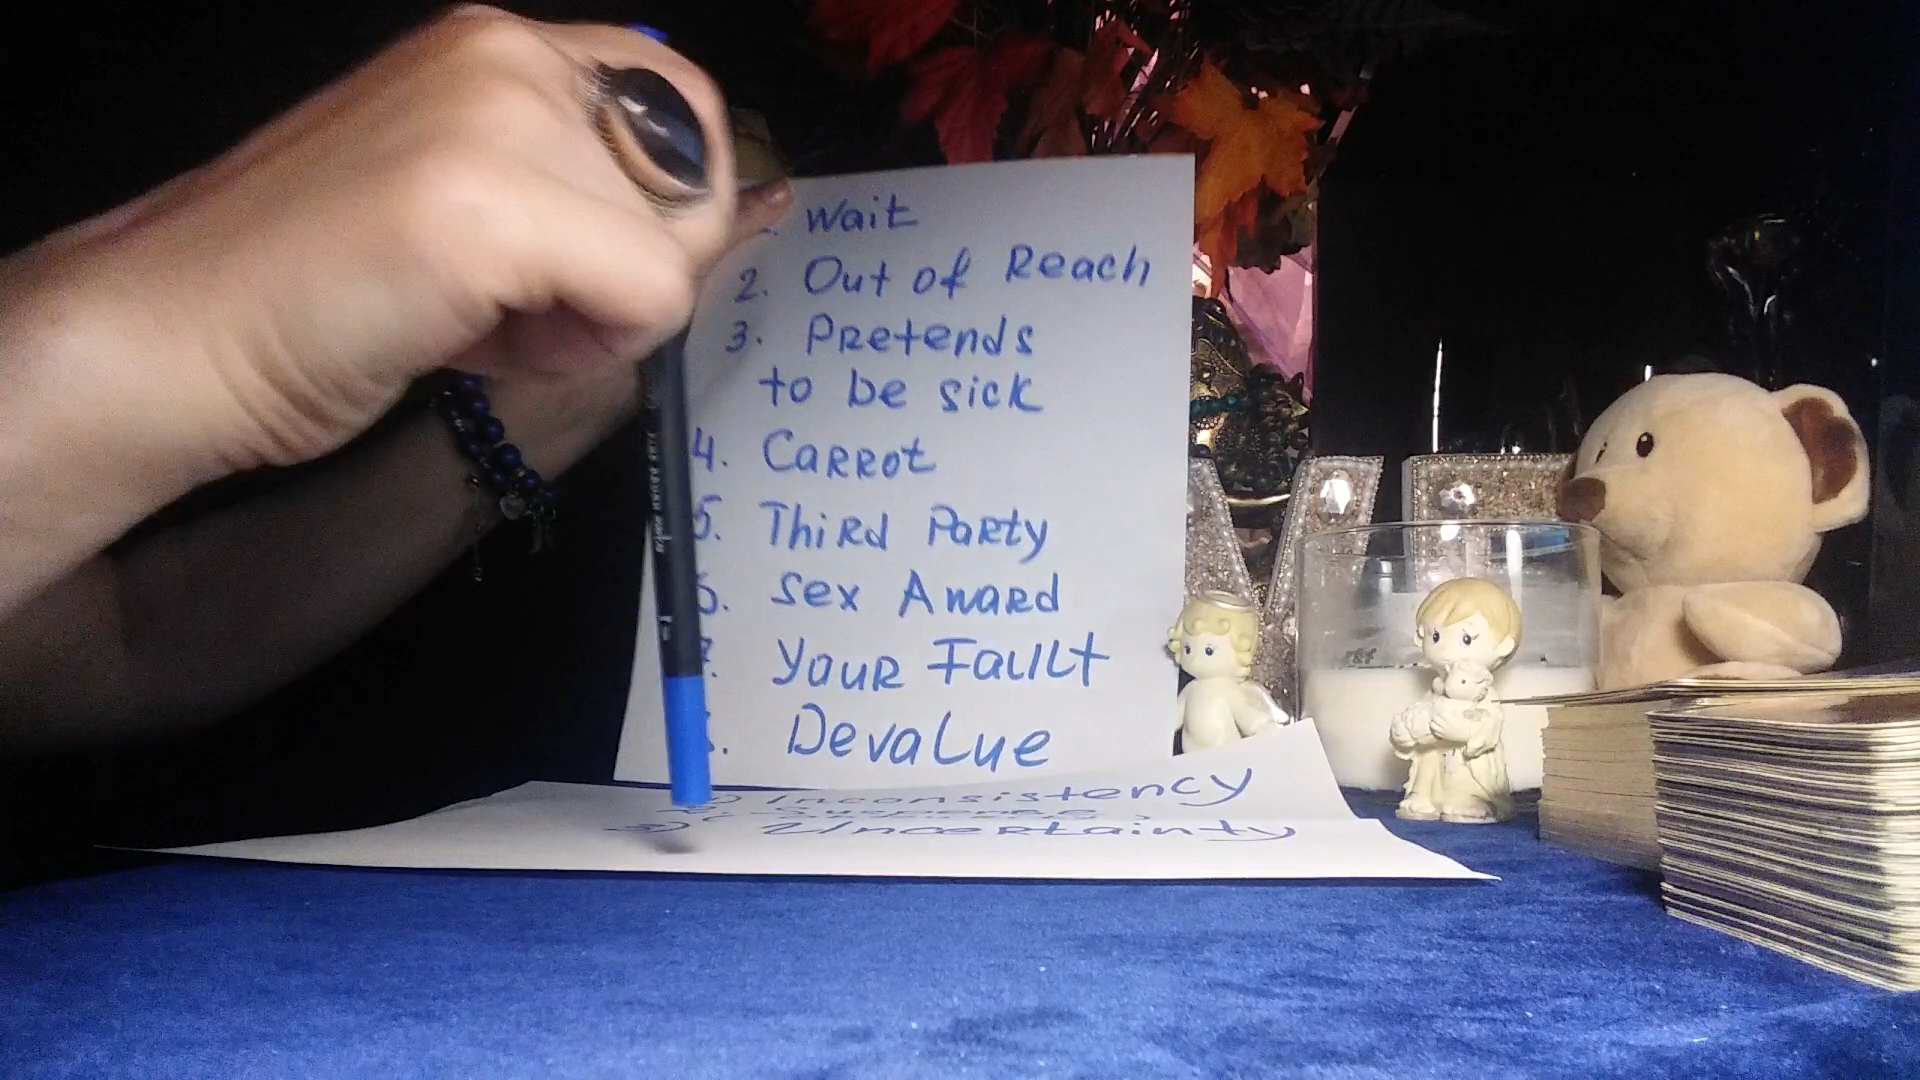 Wait
2. Out of Reach
3. Pretends
to be sick
4. Carrot
5. Third Party
6. Sex Award
7. Your Fault
Devalue
Inconsistency
3) Uncertainty